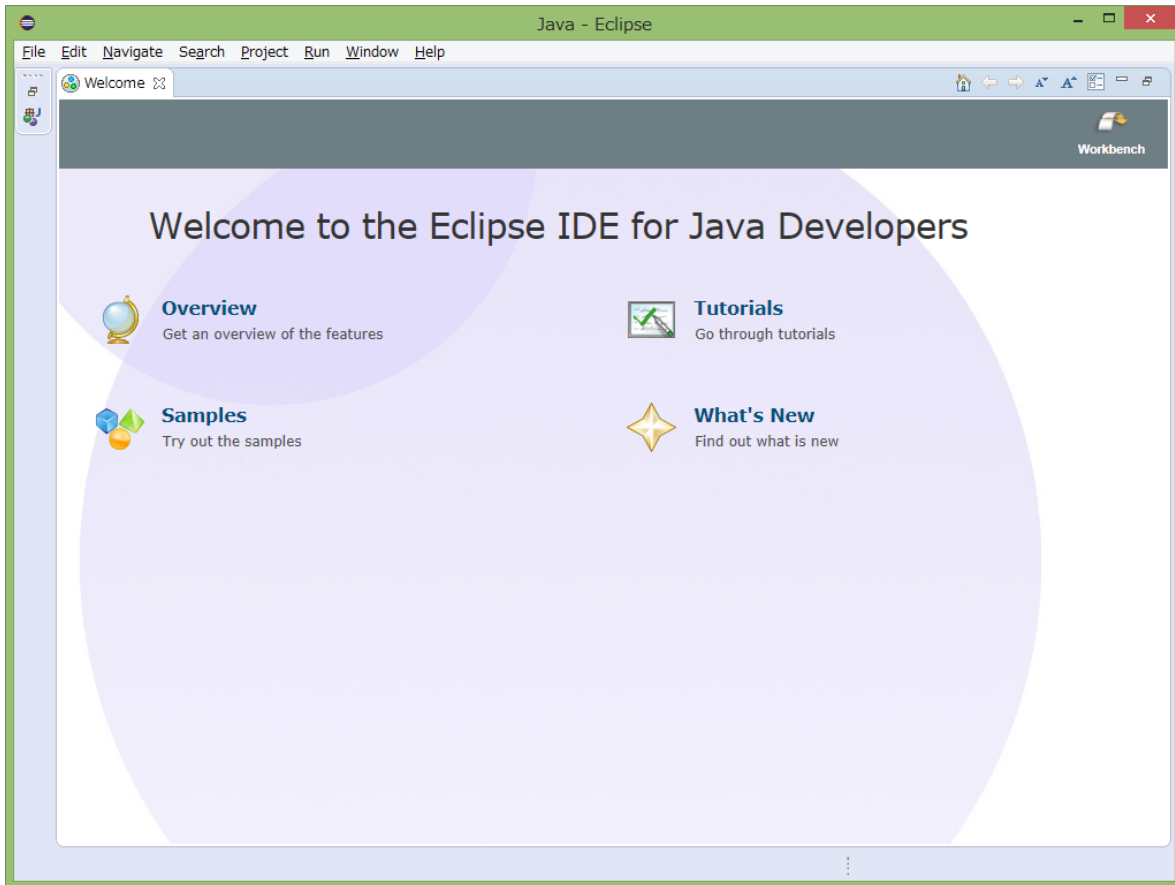 Java - Eclipse
File Edit Navigate Search Project Run Window Help
Welcome
Workbench
Welcome to the Eclipse IDE for Java Developers
Overview
Get an overview of the features
Tutorials
Go through tutorials
Samples
Try out the samples
What's New
Find out what is new